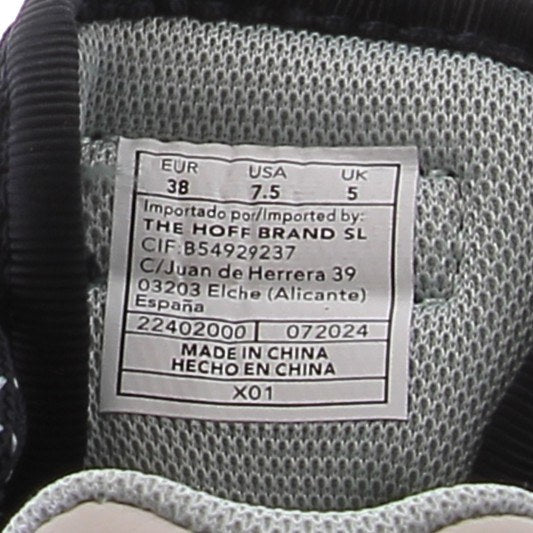 EUR USA UK
38 7.5 5
Importado por/Imported by:
THE HOFF BRAND SL
CIF:B54929237
C/Juan de Herrera 39
03203 Elche (Alicante)
España
22402000 072024
MADE IN CHINA
HECHO EN CHINA
X01